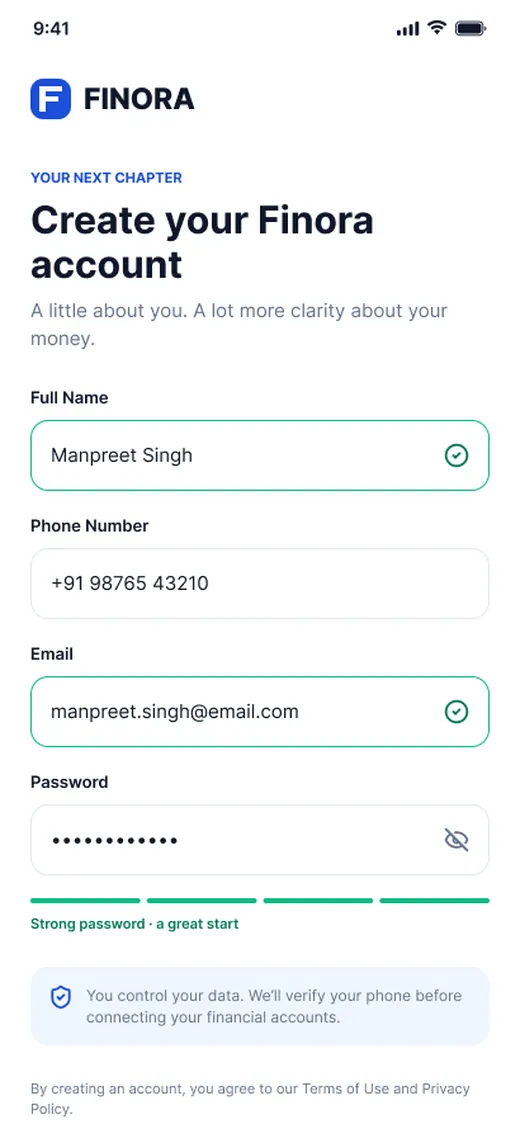 9:41
FINORA
YOUR NEXT CHAPTER
Create your Finora
account
A little about you. A lot more clarity about your
money.
Full Name
Manpreet Singh
Phone Number
+91 98765 43210
Email
manpreet.singh@email.com
Password
••••••••••••
Strong password · a great start
You control your data. We’ll verify your phone before
connecting your financial accounts.
By creating an account, you agree to our Terms of Use and Privacy
Policy.